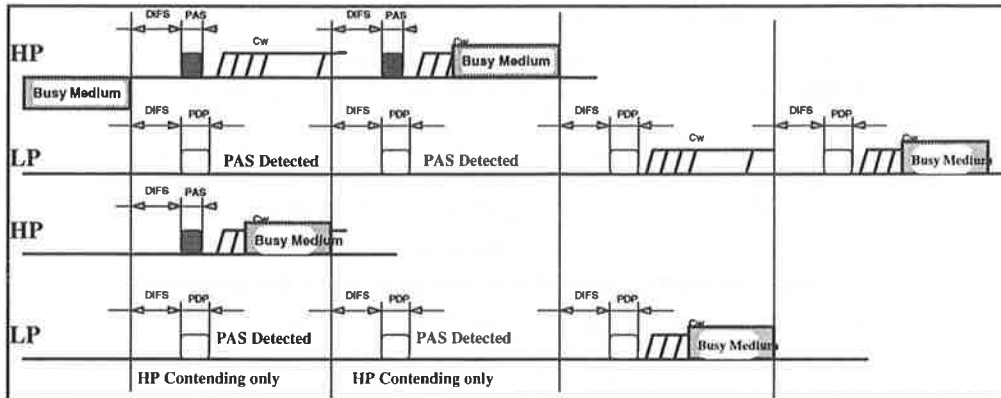 DIFS PAS DIFS PAS
Cw Cw
HP
Busy Medium
Busy Medium
DIFS PDP DIFS PDP DIFS PDP DIFS PDP
Cw Cw
LP
PAS Detected PAS Detected
Busy Medium
DIFS PAS
Cw
HP
Busy Medium
DIFS PDP DIFS PDP DIFS PDP
Cw
LP
PAS Detected PAS Detected
Busy Medium
HP Contending only HP Contending only